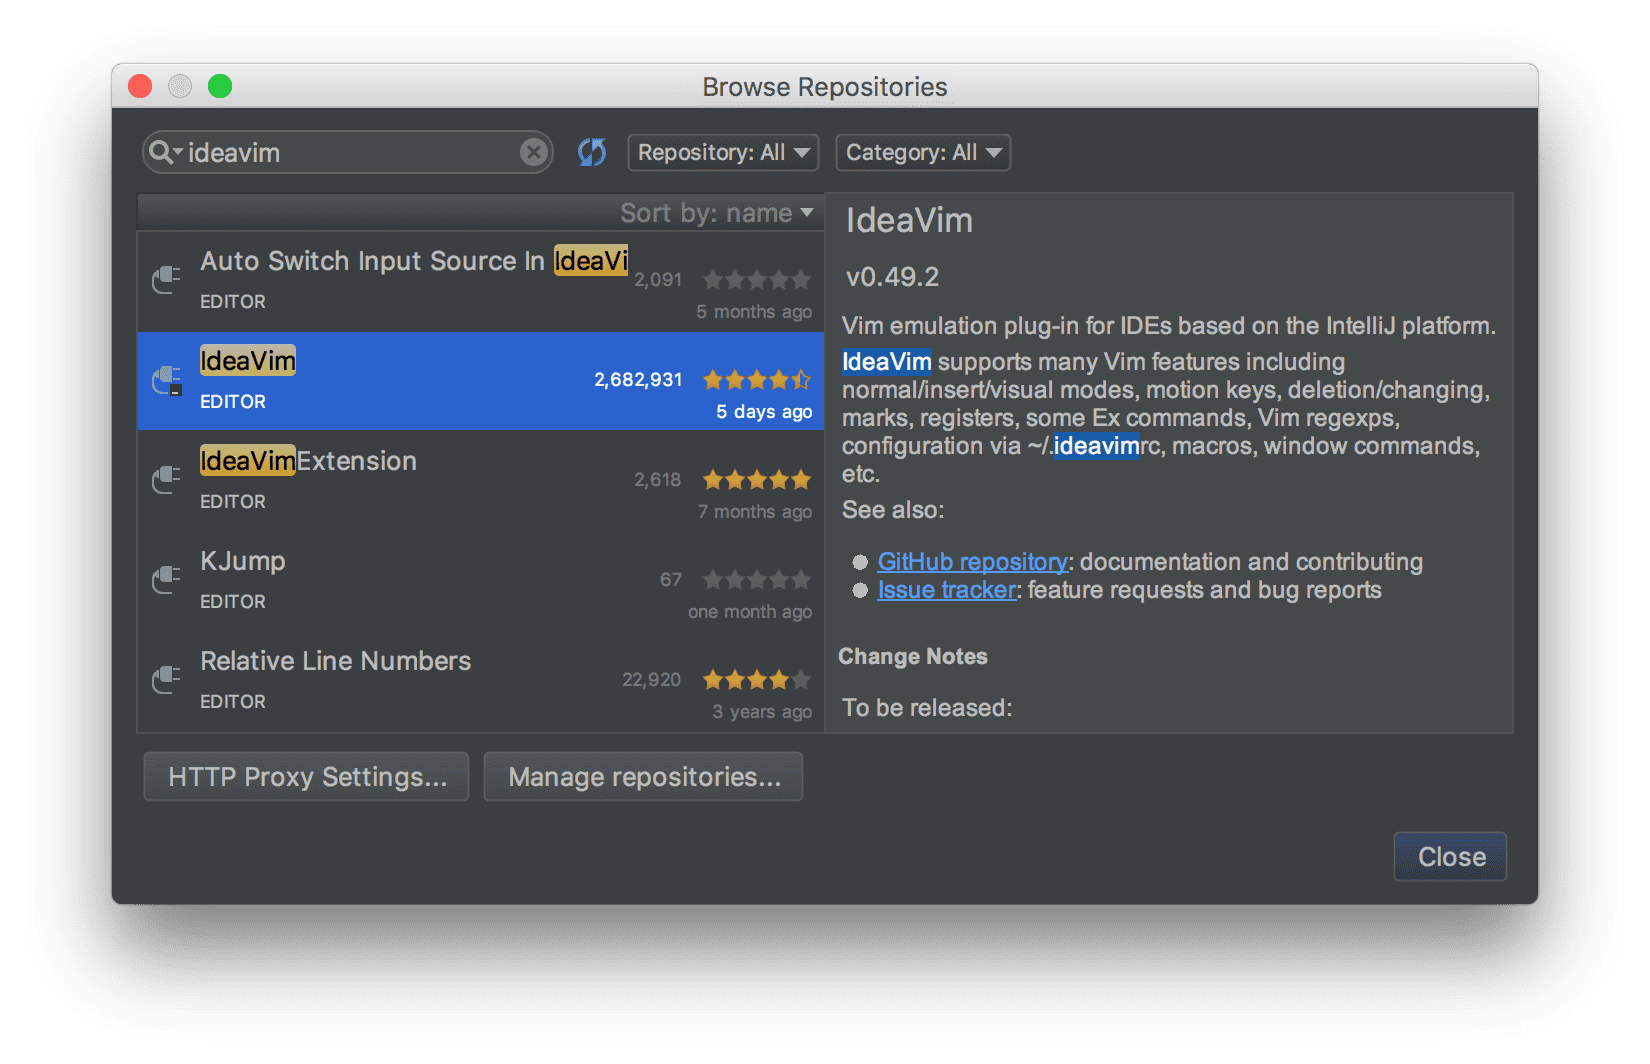 Browse Repositories
ideavim
Repository: All
Category: All
Sort by: name
Auto Switch Input Source In IdeaVi
2,091
EDITOR
5 months ago
IdeaVim
2,682,931
EDITOR
5 days ago
IdeaVimExtension
2,618
EDITOR
7 months ago
KJump
67
EDITOR
one month ago
Relative Line Numbers
22,920
EDITOR
3 years ago
IdeaVim
v0.49.2
Vim emulation plug-in for IDEs based on the IntelliJ platform.
IdeaVim supports many Vim features including
normal/insert/visual modes, motion keys, deletion/changing,
marks, registers, some Ex commands, Vim regexps,
configuration via ~/.ideavimrc, macros, window commands,
etc.
See also:
GitHub repository: documentation and contributing
Issue tracker: feature requests and bug reports
Change Notes
To be released:
HTTP Proxy Settings...
Manage repositories...
Close